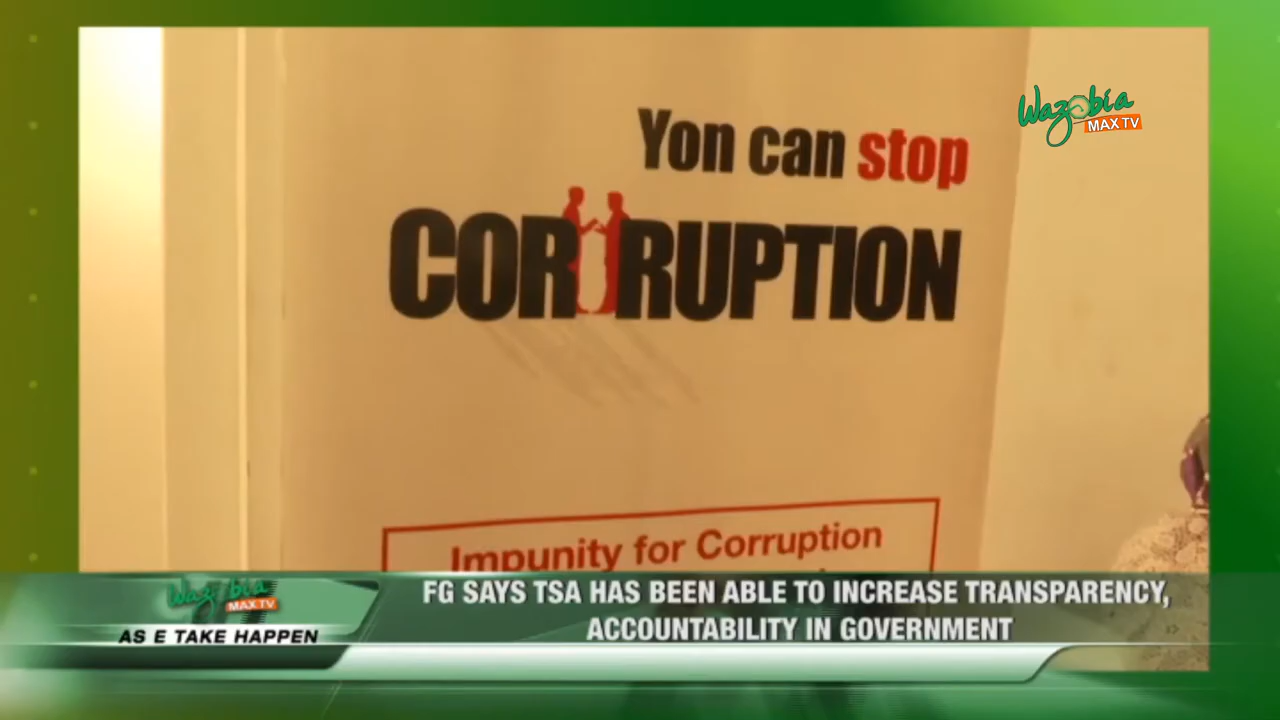 Wazobia
MAX TV
Yon can stop
CORRUPTION
Impunity for Corruption
Wazobia
MAX TV
AS E TAKE HAPPEN
FG SAYS TSA HAS BEEN ABLE TO INCREASE TRANSPARENCY,
ACCOUNTABILITY IN GOVERNMENT